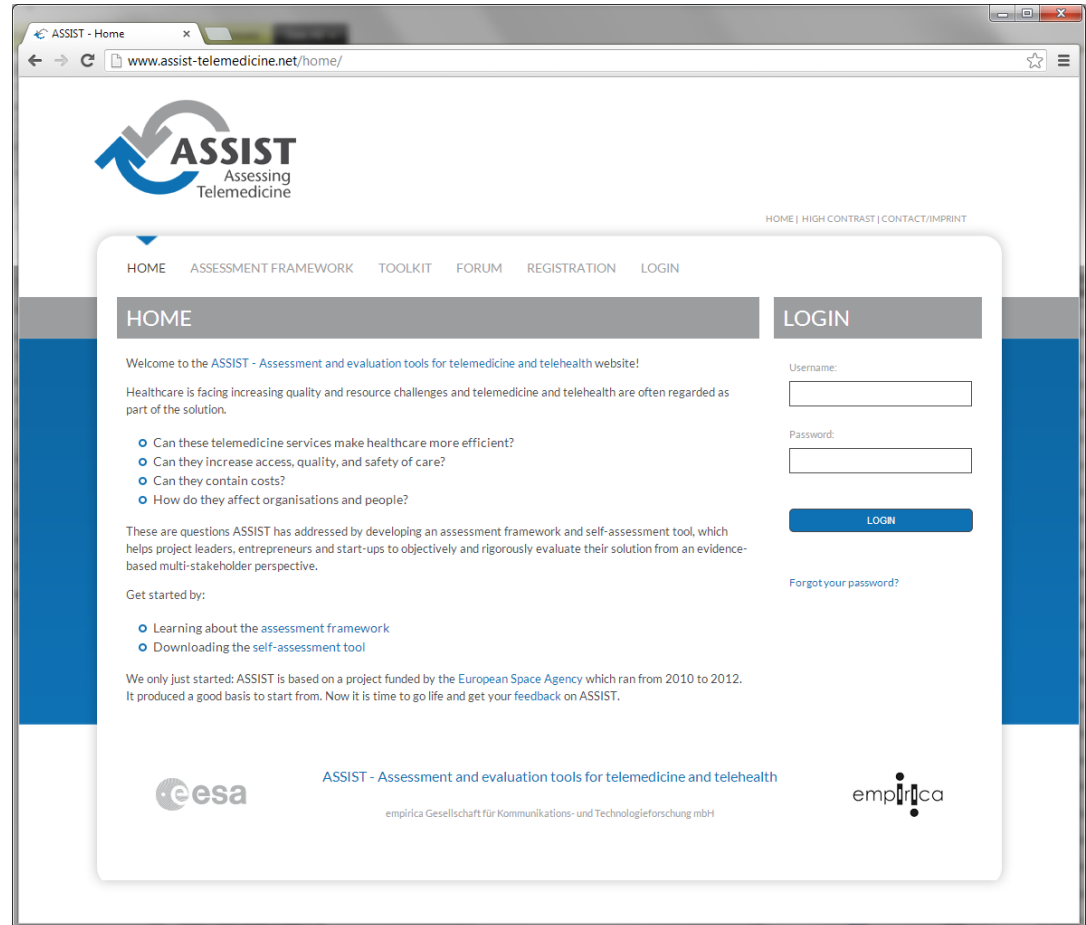 ASSIST - Home
www.assist-telemedicine.net/home/
ASSIST
Assessing
Telemedicine
HOME | HIGH CONTRAST | CONTACT/IMPRINT
HOME ASSESSMENT FRAMEWORK TOOLKIT FORUM REGISTRATION LOGIN
HOME
Welcome to the ASSIST - Assessment and evaluation tools for telemedicine and telehealth website!
Healthcare is facing increasing quality and resource challenges and telemedicine and telehealth are often regarded as
part of the solution.
Can these telemedicine services make healthcare more efficient?
Can they increase access, quality, and safety of care?
Can they contain costs?
How do they affect organisations and people?
These are questions ASSIST has addressed by developing an assessment framework and self-assessment tool, which
helps project leaders, entrepreneurs and start-ups to objectively and rigorously evaluate their solution from an evidence-
based multi-stakeholder perspective.
Get started by:
Learning about the assessment framework
Downloading the self-assessment tool
We only just started: ASSIST is based on a project funded by the European Space Agency which ran from 2010 to 2012.
It produced a good basis to start from. Now it is time to go life and get your feedback on ASSIST.
LOGIN
Username:
Password:
LOGIN
Forgot your password?
esa
ASSIST - Assessment and evaluation tools for telemedicine and telehealth
empirica Gesellschaft für Kommunikations- und Technologieforschung mbH
empirica